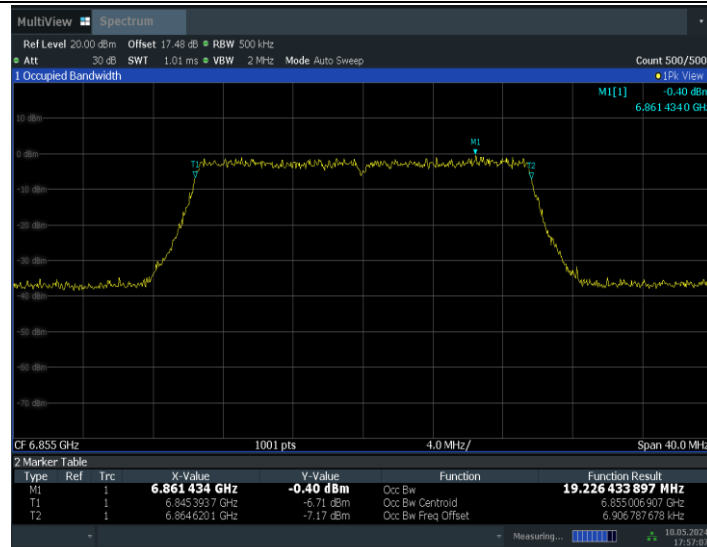 MultiView Spectrum
Ref Level 20.00 dBm Offset 17.48 dB RBW 500 kHz
Att 30 dB SWT 1.01 ms VBW 2 MHz Mode Auto Sweep Count 500/500
1 Occupied Bandwidth 1Pk View
M1[1] -0.40 dBm
6.861 434 0 GHz
10 dBm
M1
0 dBm
T1 T2
-10 dBm
-20 dBm
-30 dBm
-40 dBm
-50 dBm
-60 dBm
-70 dBm
CF 6.855 GHz 1001 pts 4.0 MHz/ Span 40.0 MHz
2 Marker Table
Type Ref Trc X-Value Y-Value Function Function Result
M1 1 6.861 434 GHz -0.40 dBm Occ Bw 19.226 433 897 MHz
T1 1 6.845 393 7 GHz -6.71 dBm Occ Bw Centroid 6.855 006 907 GHz
T2 1 6.864 620 1 GHz -7.17 dBm Occ Bw Freq Offset 6.906 787 678 kHz
Measuring... 10.05.2024
17:57:07